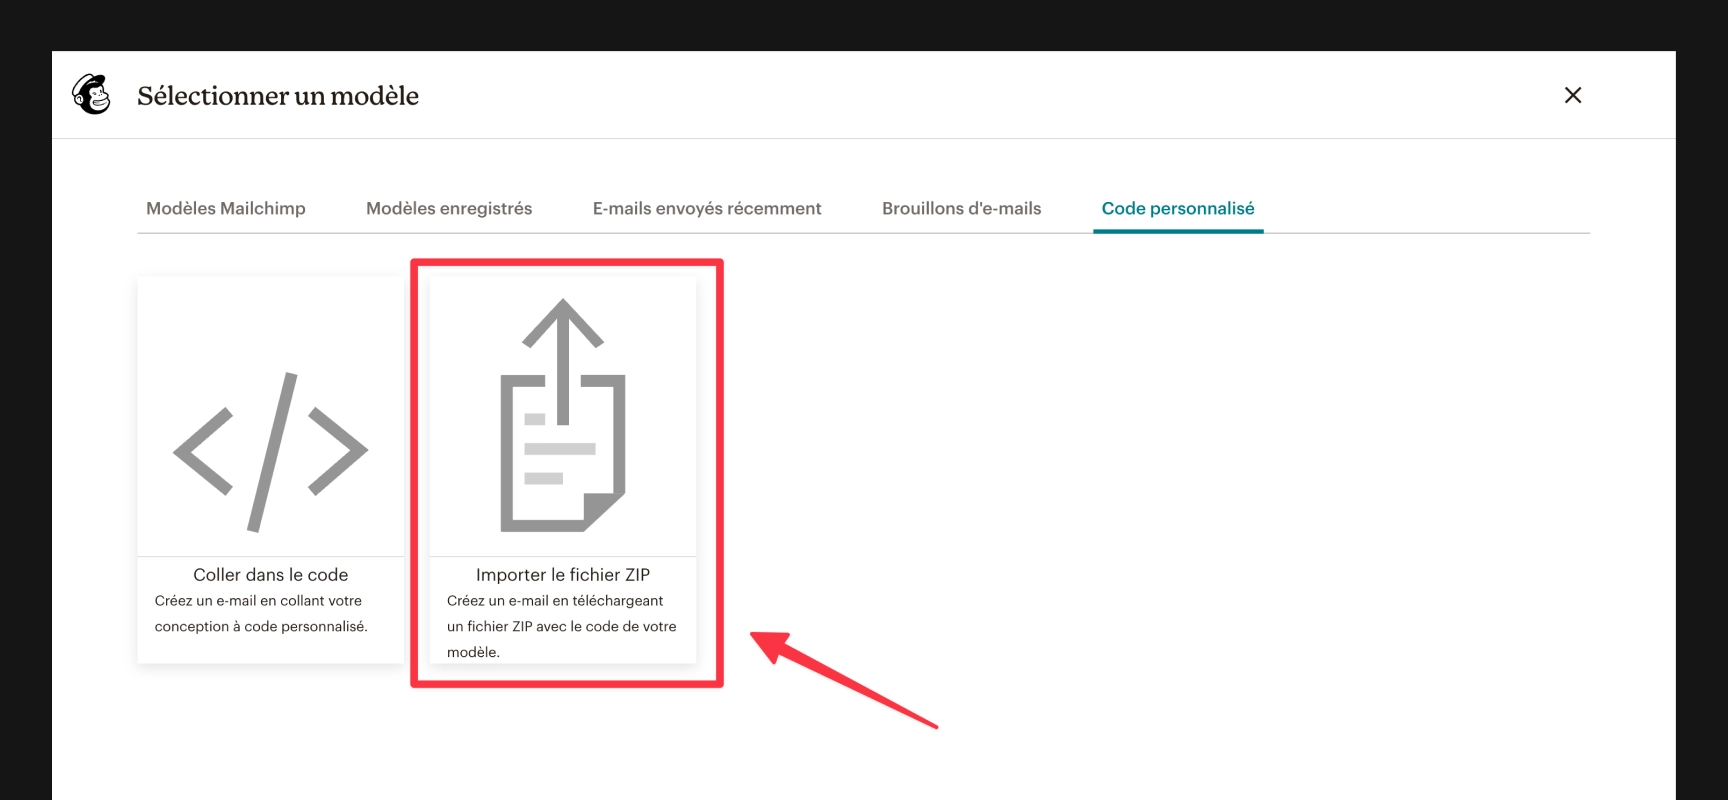 Sélectionner un modèle
Modèles Mailchimp
Modèles enregistrés
E-mails envoyés récemment
Brouillons d'e-mails
Code personnalisé
Coller dans le code
Créez un e-mail en collant votre
conception à code personnalisé.
Importer le fichier ZIP
Créez un e-mail en téléchargeant
un fichier ZIP avec le code de votre
modèle.